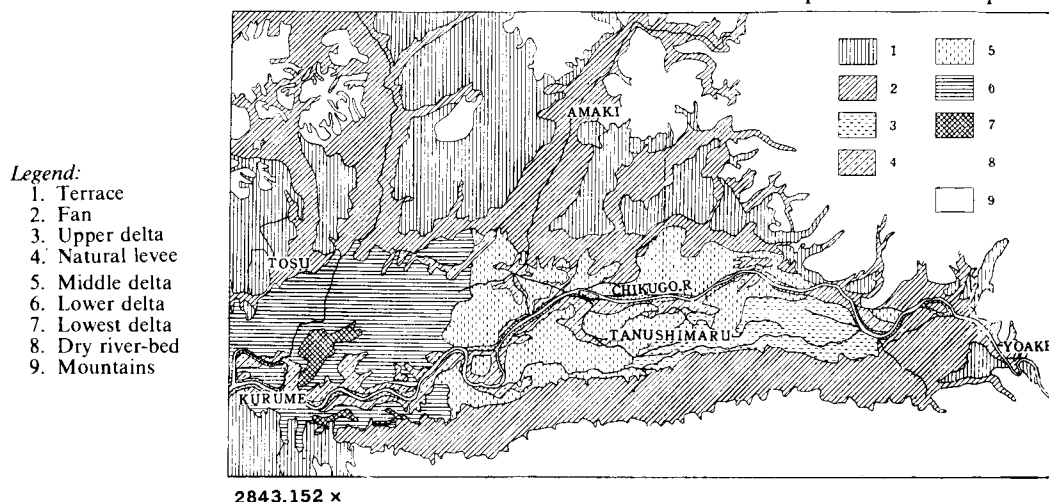 Legend:
1. Terrace
2. Fan
3. Upper delta
4. Natural levee
5. Middle delta
6. Lower delta
7. Lowest delta
8. Dry river-bed
9. Mountains
1
2
3
4
5
6
7
8
9
AMAKI
TOSU
CHIKUGO.R.
TANUSHIMARU
YOAKE
KURUME
2843.152 x